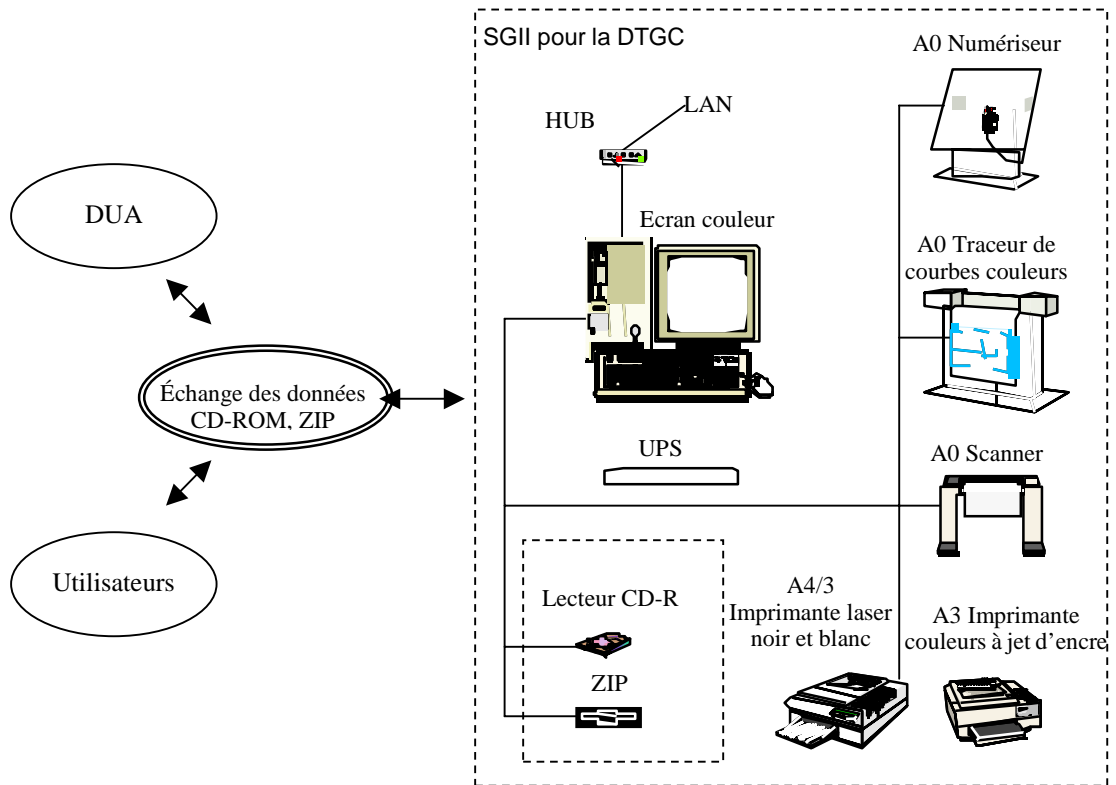 SGII pour la DTGC
A0 Numériseur
LAN
HUB
DUA
Ecran couleur
A0 Traceur de
courbes couleurs
Échange des données
CD-ROM, ZIP
UPS
A0 Scanner
Utilisateurs
Lecteur CD-R
ZIP
A4/3
Imprimante laser
noir et blanc
A3 Imprimante
couleurs à jet d'encre